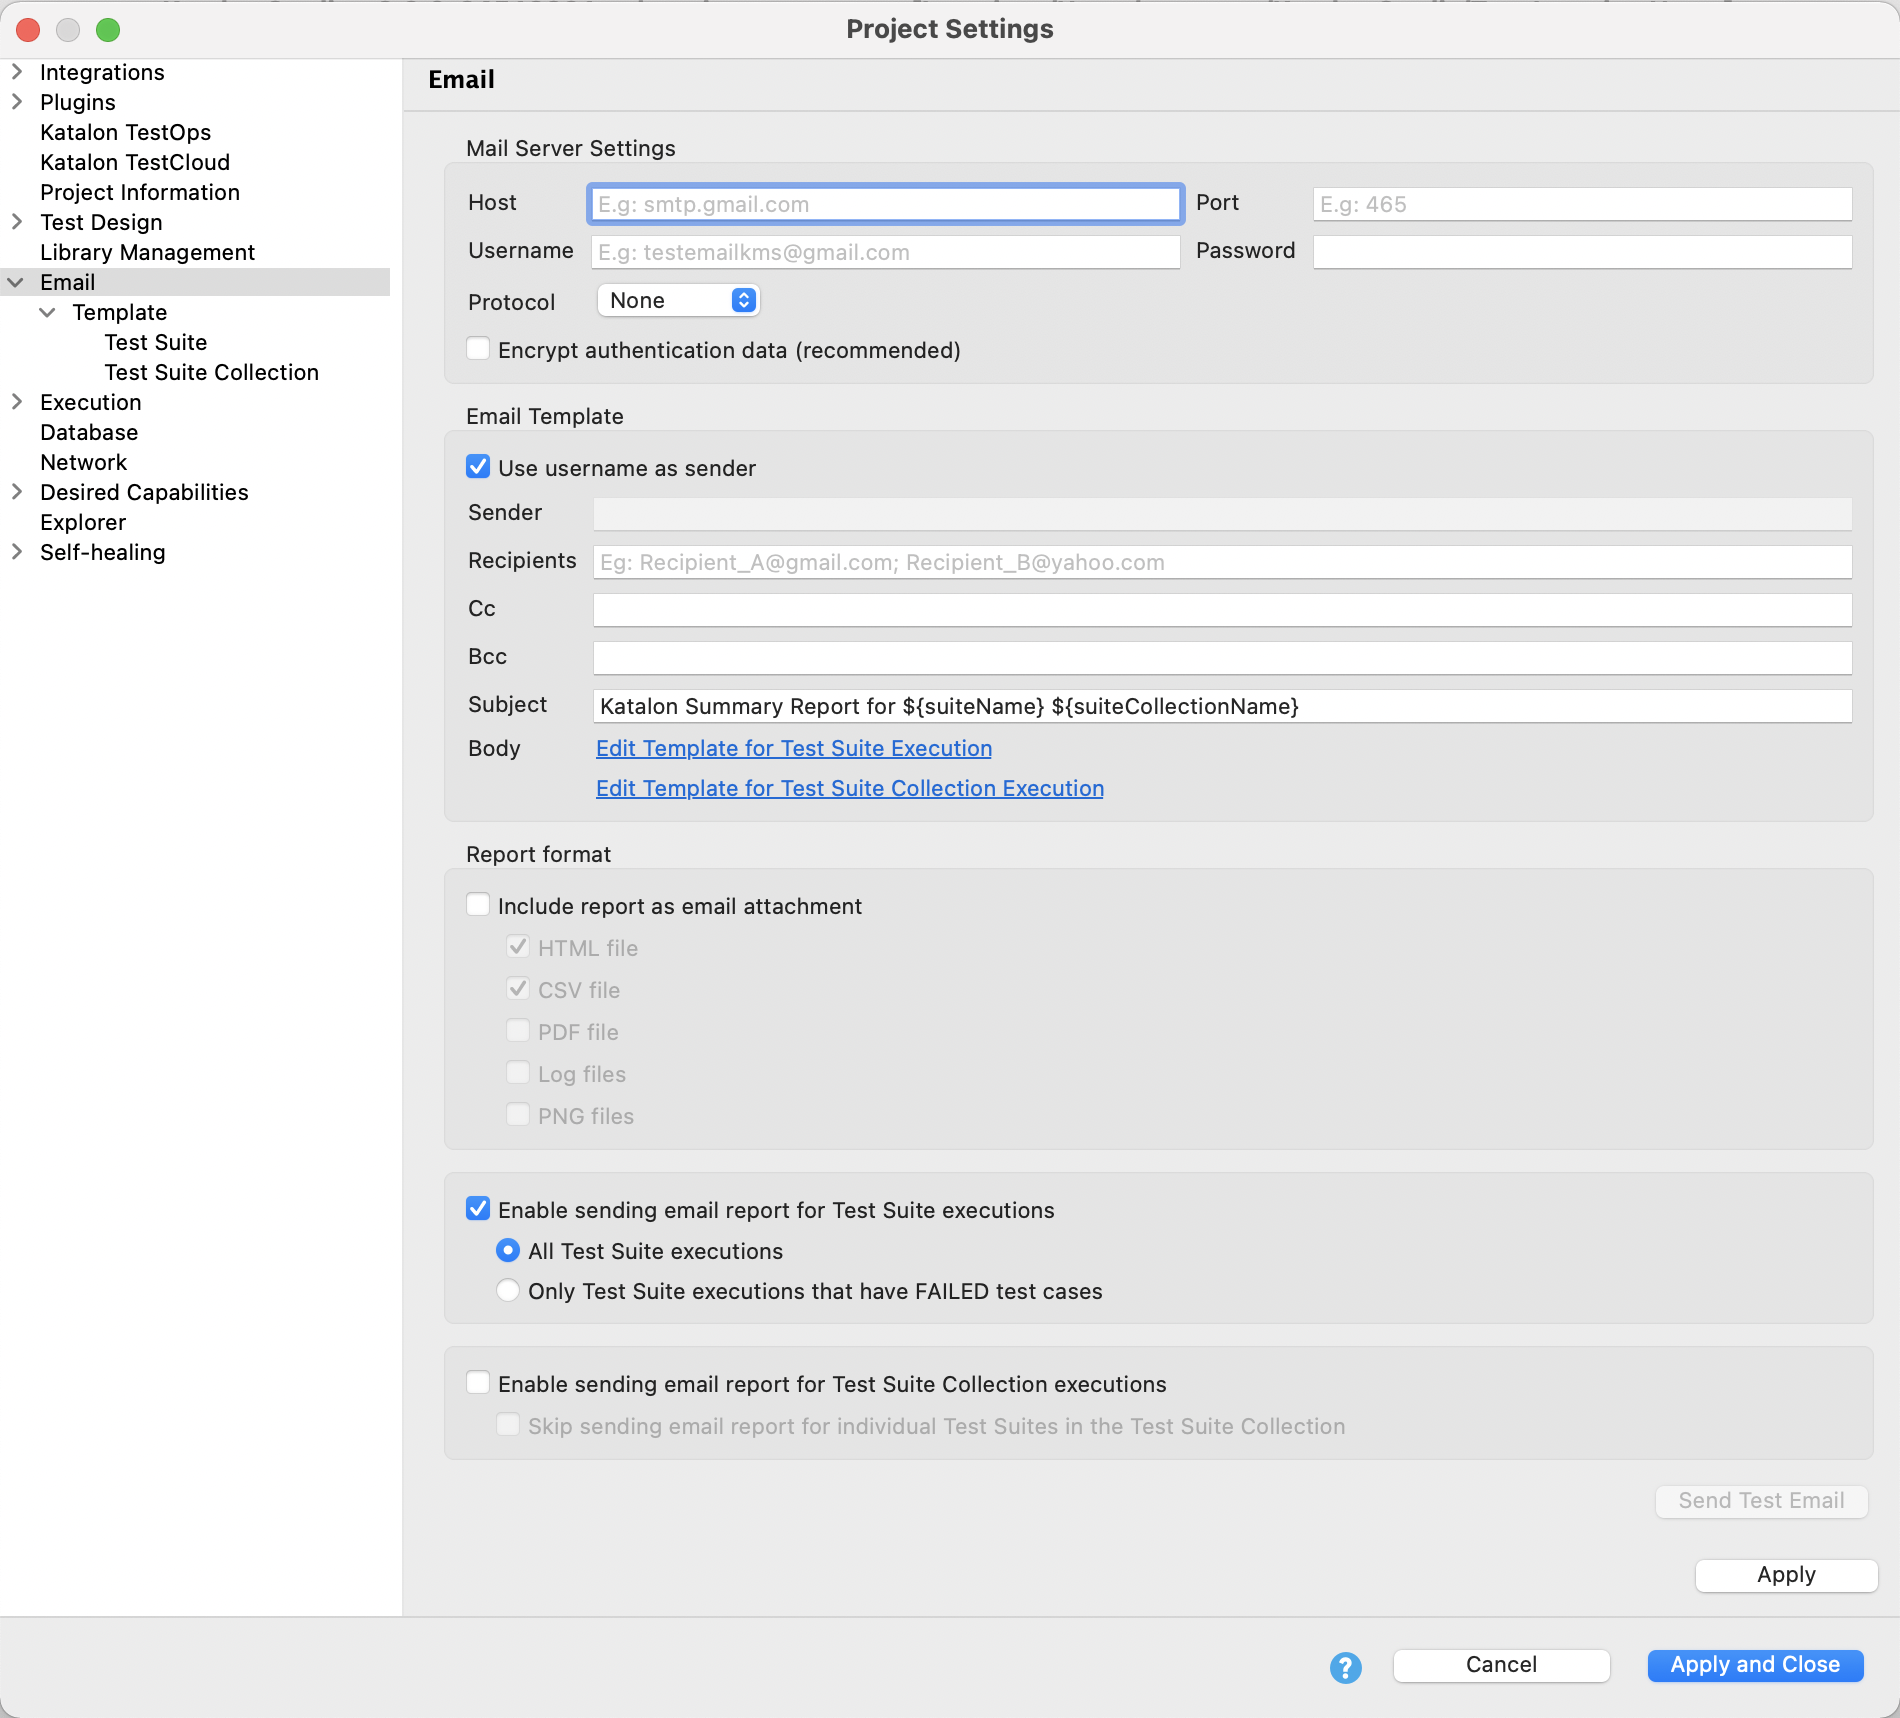 Project Settings
Integrations
Plugins
Katalon TestOps
Katalon TestCloud
Project Information
Test Design
Library Management
Email
Template
Test Suite
Test Suite Collection
Execution
Database
Network
Desired Capabilities
Explorer
Self-healing
Email
Mail Server Settings
Host E.g: smtp.gmail.com Port E.g: 465
Username E.g: testemailkms@gmail.com Password
Protocol None
Encrypt authentication data (recommended)
Email Template
Use username as sender
Sender
Recipients Eg: Recipient_A@gmail.com; Recipient_B@yahoo.com
Cc
Bcc
Subject Katalon Summary Report for ${suiteName} ${suiteCollectionName}
Body Edit Template for Test Suite Execution
Edit Template for Test Suite Collection Execution
Report format
Include report as email attachment
HTML file
CSV file
PDF file
Log files
PNG files
Enable sending email report for Test Suite executions
All Test Suite executions
Only Test Suite executions that have FAILED test cases
Enable sending email report for Test Suite Collection executions
Skip sending email report for individual Test Suites in the Test Suite Collection
Send Test Email
Apply
? Cancel Apply and Close